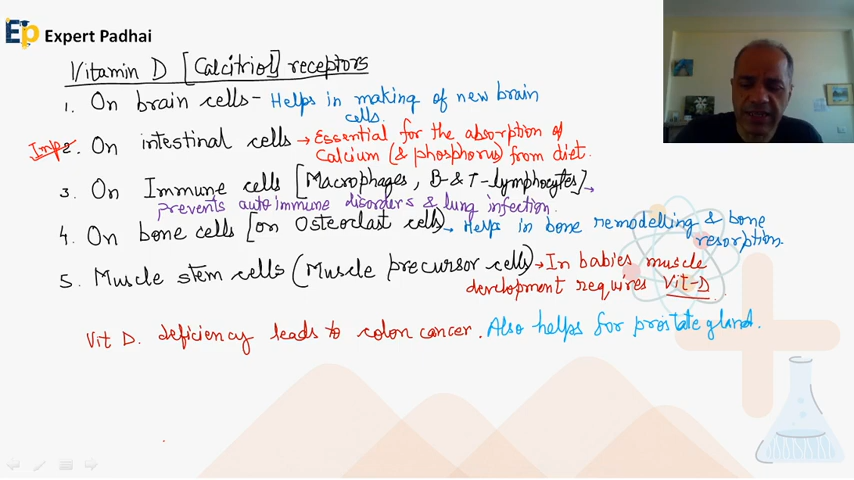 Ep Expert Padhai
Vitamin D [Calcitriol] receptors
1. On brain cells - Helps in making of new brain
cells.
Imp 2. On intestinal cells → Essential for the absorption of
Calcium (& phosphorus) from diet.
3. On Immune cells [Macrophages, B-& T-lymphocytes] →
prevents autoimmune disorders & lung infection.
4. On bone cells [on Osteoclast cells) → Helps in bone remodelling & bone
resorption.
5. Muscle stem cells (Muscle precursor cells) → In babies muscle
development requires Vit-D.
Vit D. deficiency leads to colon cancer. Also helps for prostate gland.